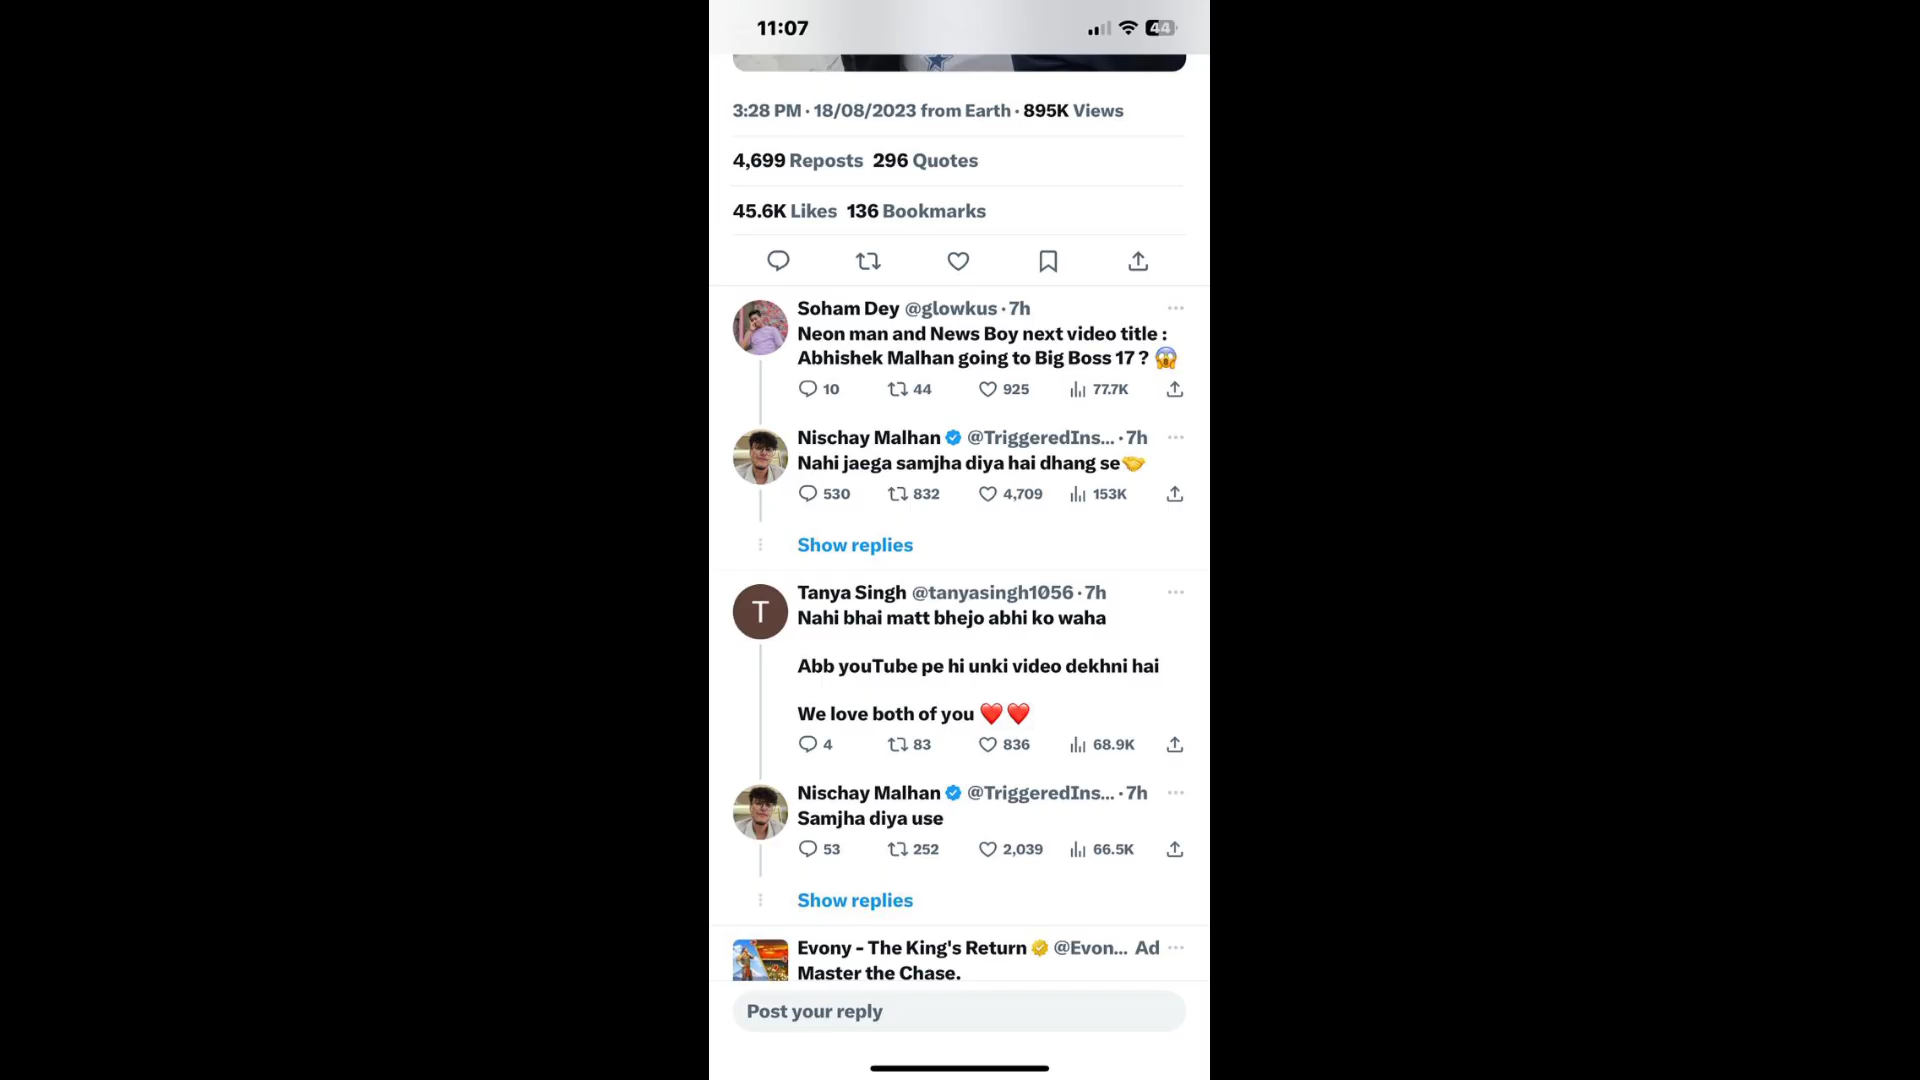 11:07
44
3:28 PM · 18/08/2023 from Earth · 895K Views
4,699 Reposts 296 Quotes
45.6K Likes 136 Bookmarks
Soham Dey @glowkus · 7h
Neon man and News Boy next video title :
Abhishek Malhan going to Big Boss 17 ? 😱
10 44 925 77.7K
Nischay Malhan @TriggeredIns... · 7h
Nahi jaega samjha diya hai dhang se🤝
530 832 4,709 153K
Show replies
T
Tanya Singh @tanyasingh1056 · 7h
Nahi bhai matt bhejo abhi ko waha
Abb youTube pe hi unki video dekhni hai
We love both of you ❤️❤️
4 83 836 68.9K
Nischay Malhan @TriggeredIns... · 7h
Samjha diya use
53 252 2,039 66.5K
Show replies
Evony - The King's Return @Evon... Ad
Master the Chase.
Post your reply